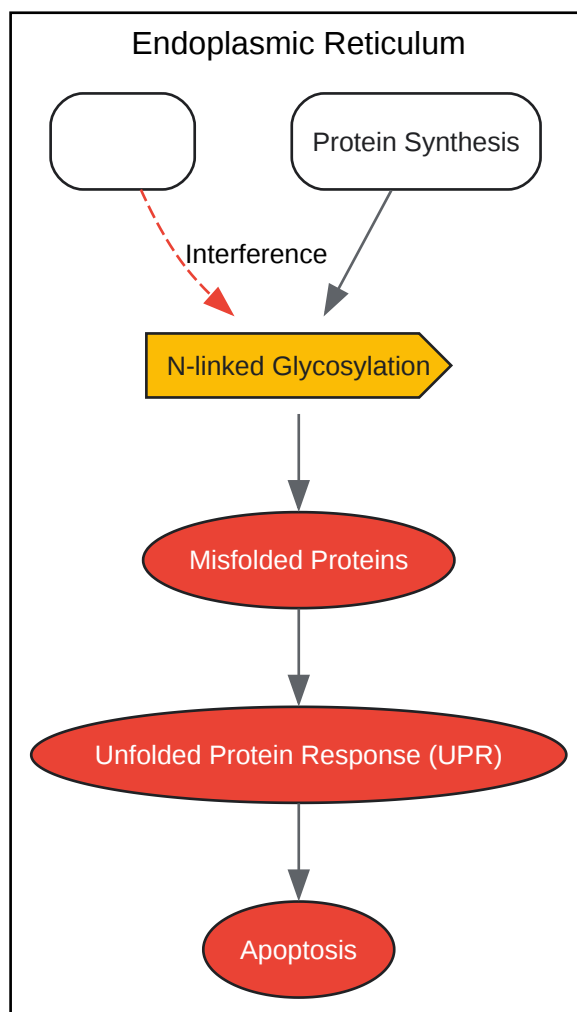 Endoplasmic Reticulum
Protein Synthesis
Interference
N-linked Glycosylation
Misfolded Proteins
Unfolded Protein Response (UPR)
Apoptosis